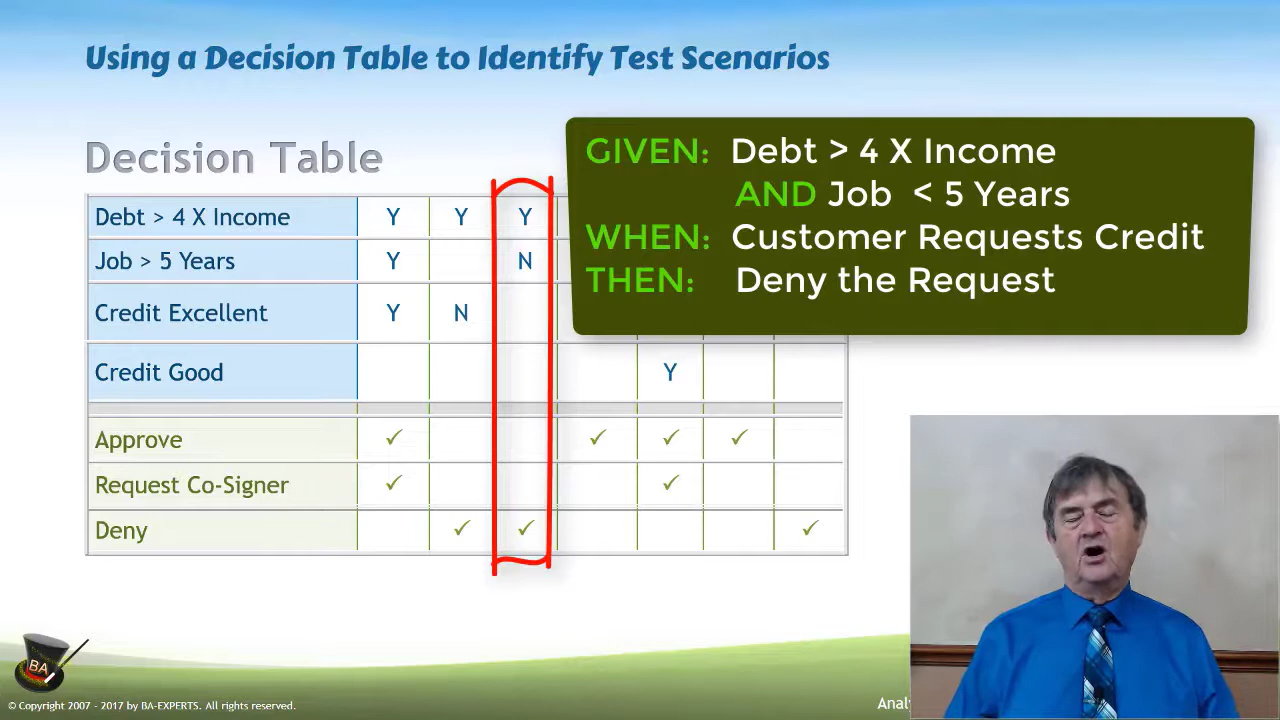 Using a Decision Table to Identify Test Scenarios
Decision Table
GIVEN: Debt > 4 X Income
AND Job < 5 Years
WHEN: Customer Requests Credit
THEN: Deny the Request
Debt > 4 X Income Y Y Y
Job > 5 Years Y N
Credit Excellent Y N
Credit Good Y
Approve ✓ ✓ ✓ ✓
Request Co-Signer ✓ ✓
Deny ✓ ✓ ✓
BA
© Copyright 2007 - 2017 by BA-EXPERTS. All rights reserved.